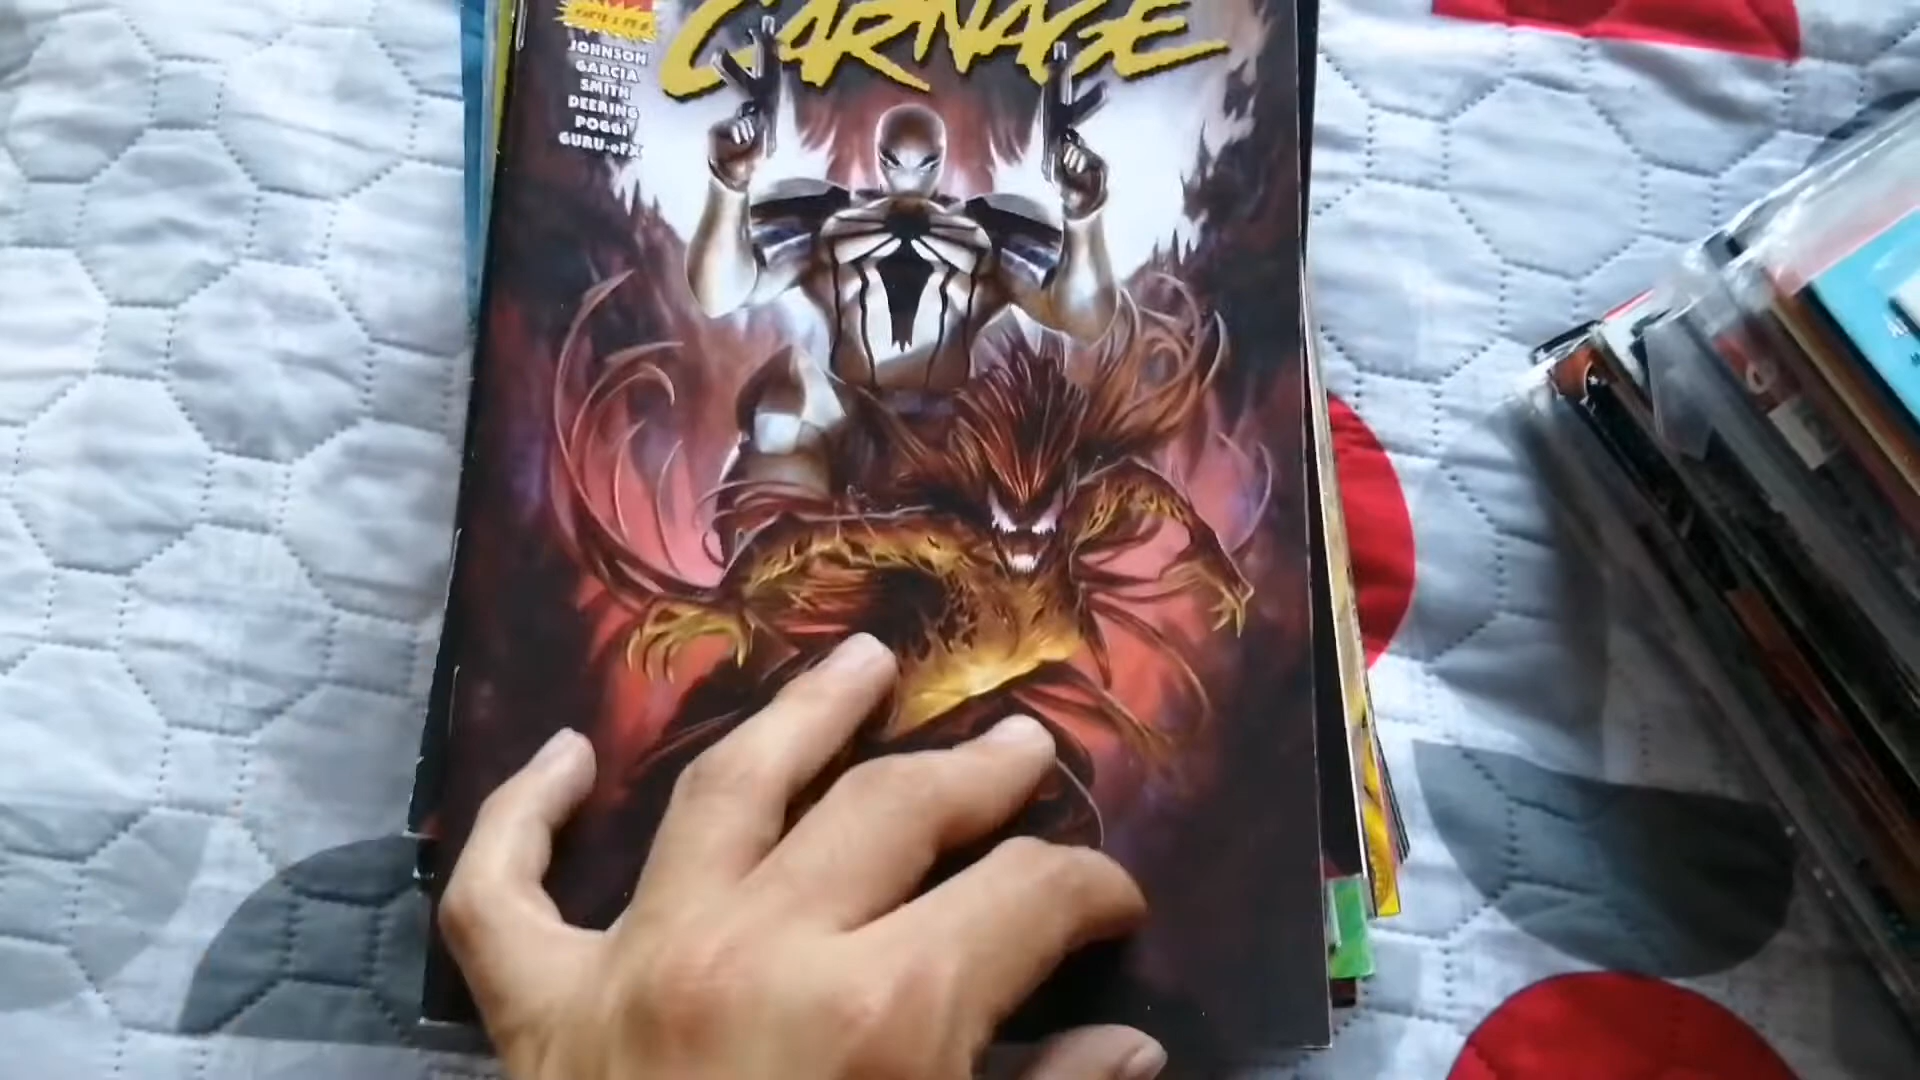 CARNAGE
JOHNSON
GARCIA
SMITH
DEERING
POGGI
GURU-eFX